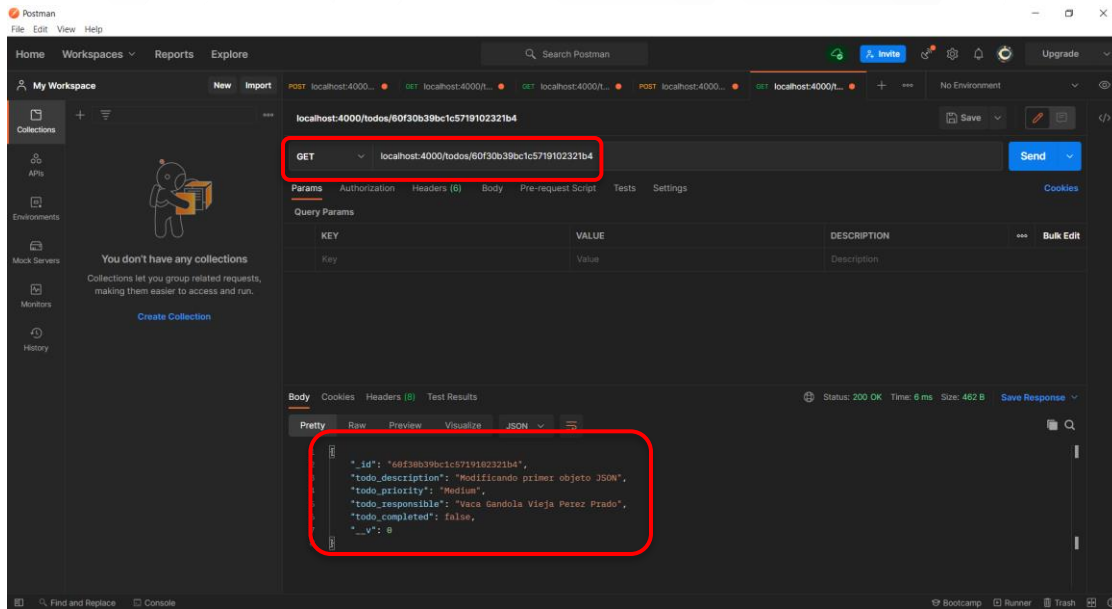 Postman
File Edit View Help
Home Workspaces Reports Explore
Search Postman
Invite
Upgrade
My Workspace
New Import
POST localhost:4000...
GET localhost:4000/t...
GET localhost:4000/t...
POST localhost:4000...
GET localhost:4000/t...
No Environment
Collections
APIs
Environments
Mock Servers
Monitors
History
You don't have any collections
Collections let you group related requests,
making them easier to access and run.
Create Collection
localhost:4000/todos/60f30b39bc1c5719102321b4
Save
GET localhost:4000/todos/60f30b39bc1c5719102321b4
Send
Params Authorization Headers (6) Body Pre-request Script Tests Settings
Cookies
Query Params
KEY VALUE DESCRIPTION
Bulk Edit
Key Value Description
Body Cookies Headers (8) Test Results
Status: 200 OK Time: 6 ms Size: 462 B Save Response
Pretty Raw Preview Visualize JSON
{
"_id": "60f30b39bc1c5719102321b4",
"todo_description": "Modificando primer objeto JSON",
"todo_priority": "Medium",
"todo_responsible": "Vaca Gandola Vieja Perez Prado",
"todo_completed": false,
"__v": 0
}
Find and Replace Console
Bootcamp Runner Trash